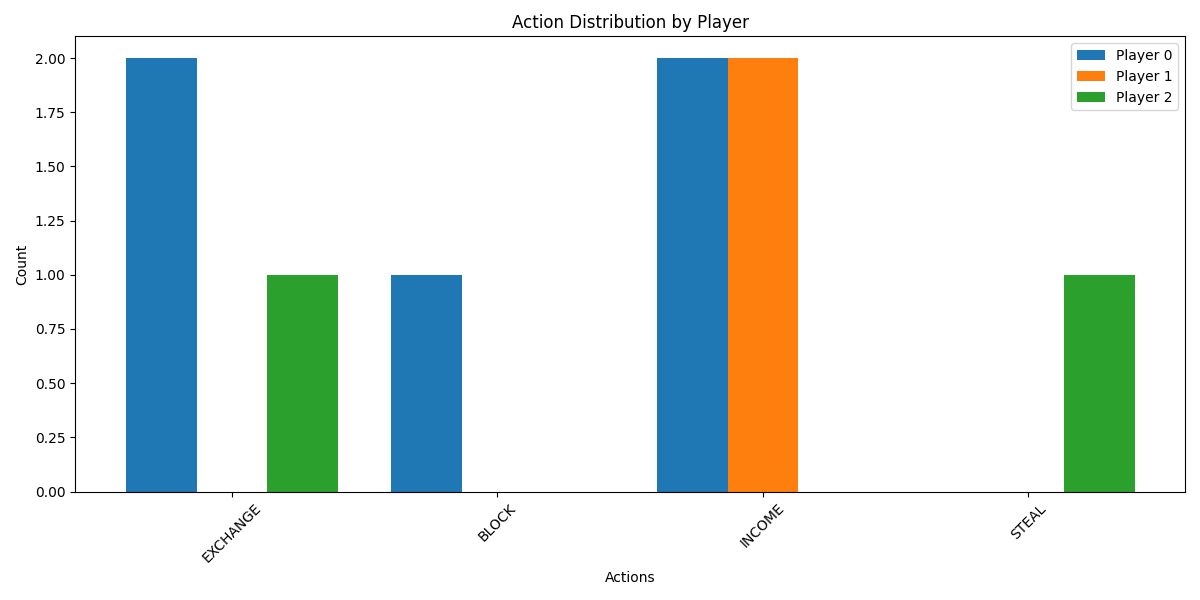 Action Distribution by Player
Player 0
Player 1
Player 2
2.00
1.75
1.50
1.25
1.00
0.75
0.50
0.25
0.00
Count
EXCHANGE
BLOCK
INCOME
STEAL
Actions